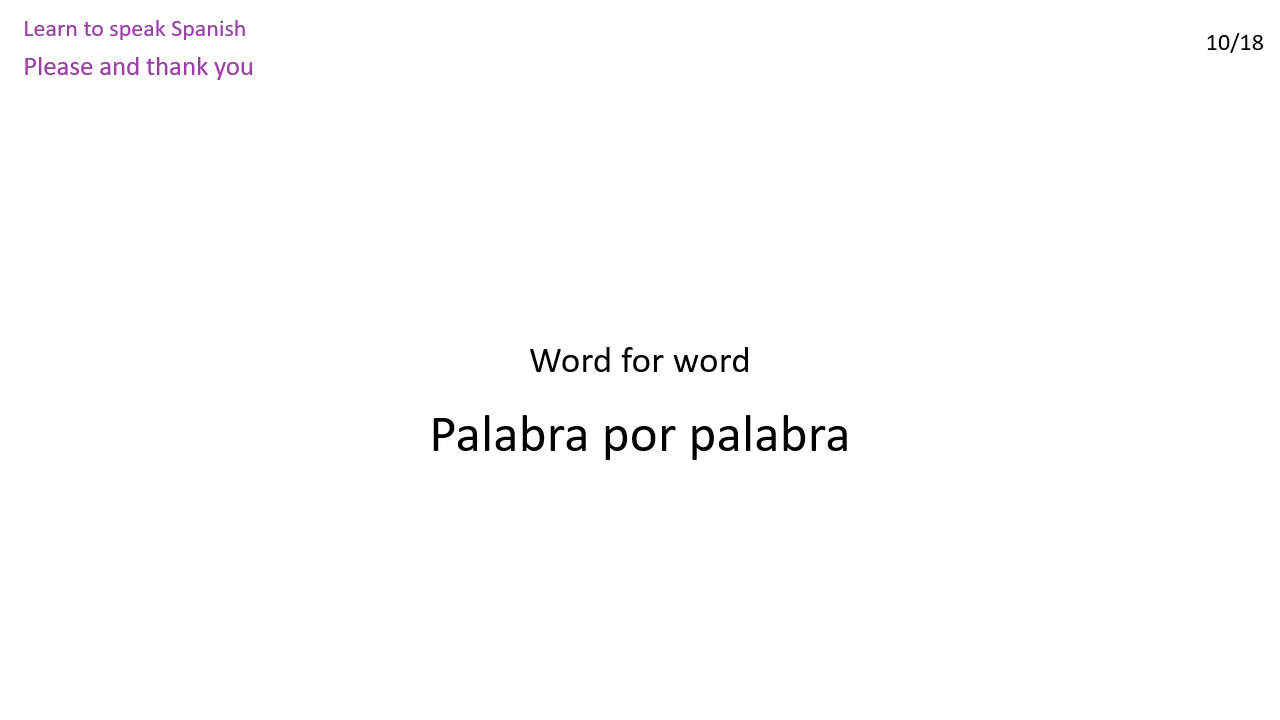 Learn to speak Spanish
Please and thank you
10/18
Word for word
Palabra por palabra